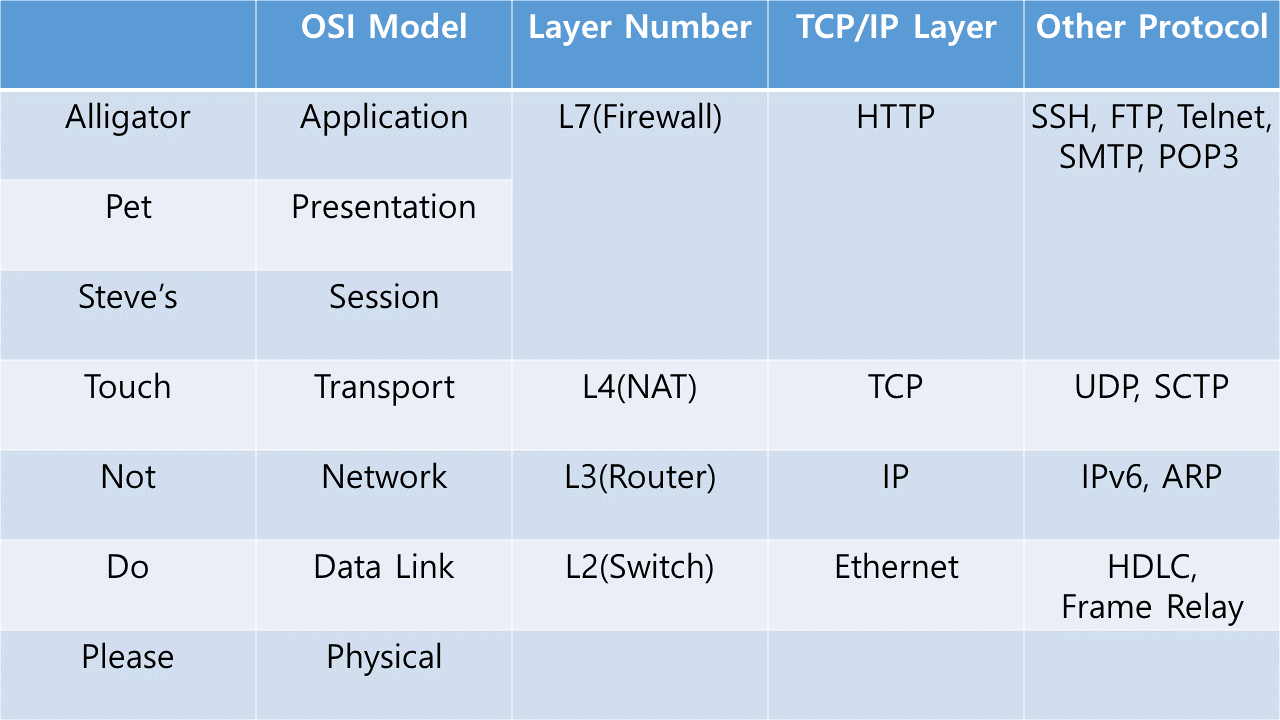 OSI Model Layer Number TCP/IP Layer Other Protocol
Alligator Application L7(Firewall) HTTP SSH, FTP, Telnet,
SMTP, POP3
Pet Presentation
Steve’s Session
Touch Transport L4(NAT) TCP UDP, SCTP
Not Network L3(Router) IP IPv6, ARP
Do Data Link L2(Switch) Ethernet HDLC,
Frame Relay
Please Physical